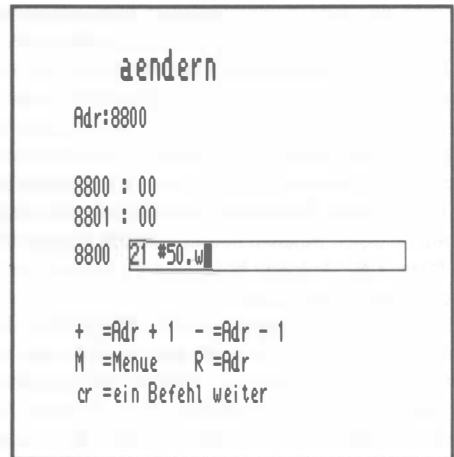 aendern
Adr:8800
8800 : 00
8801 : 00
8800 21 #50.w
+ =Adr + 1 - =Adr - 1
M =Menue R =Adr
cr =ein Befehl weiter